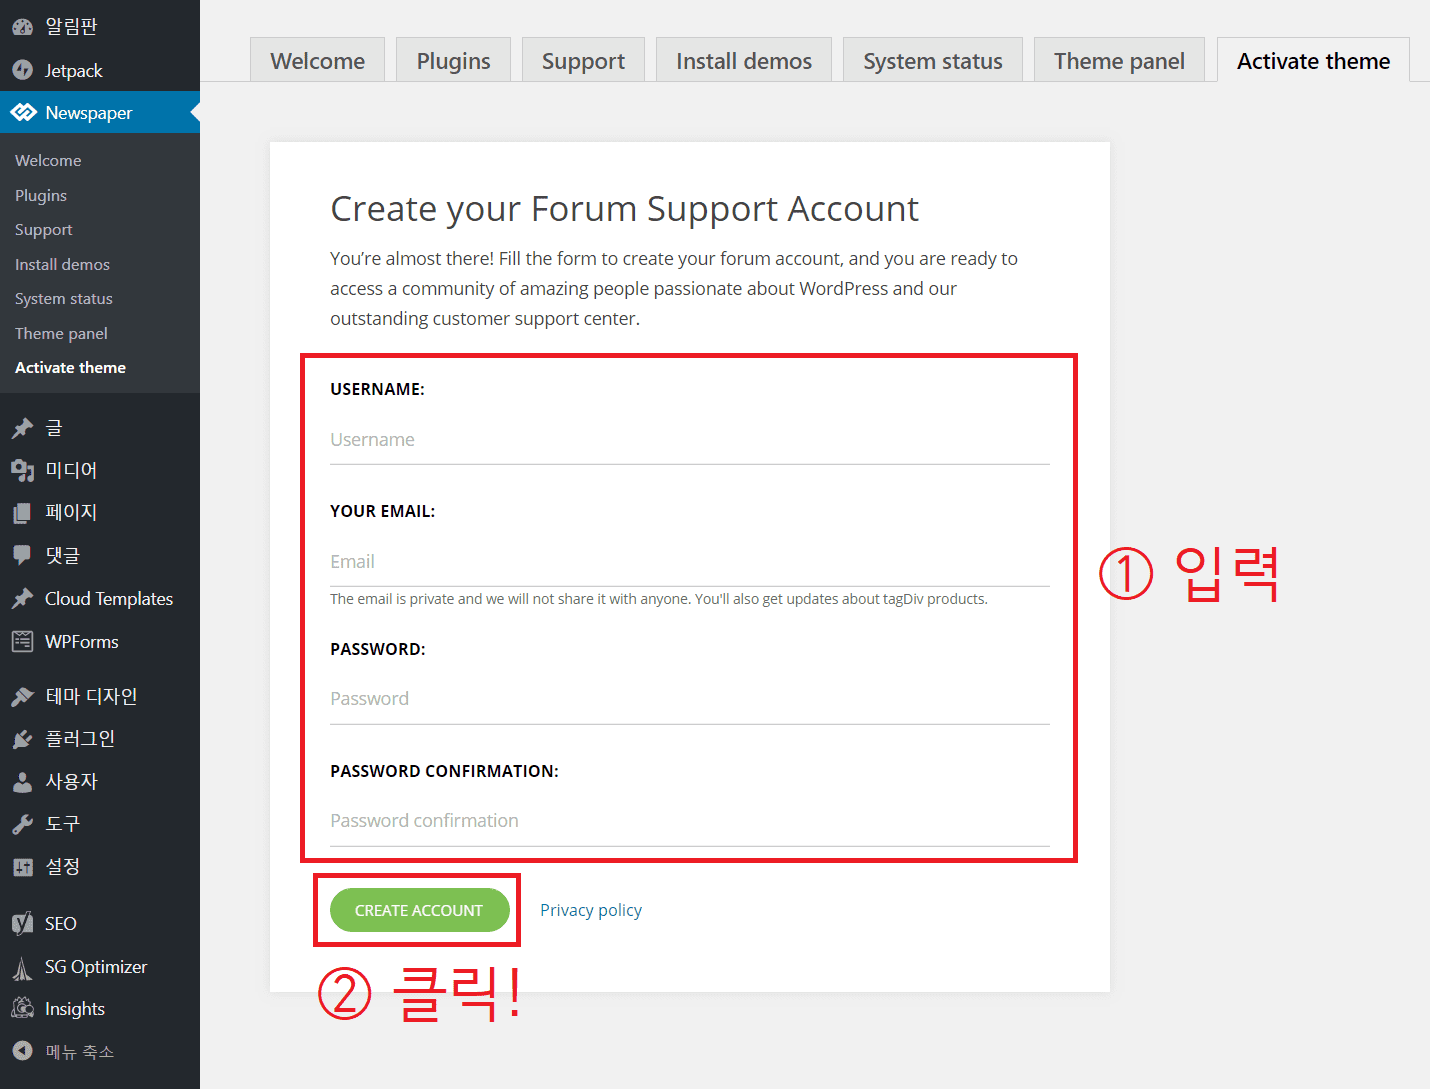 알림판
Jetpack
Newspaper
Welcome
Plugins
Support
Install demos
System status
Theme panel
Activate theme
글
미디어
페이지
댓글
Cloud Templates
WPForms
테마 디자인
플러그인
사용자
도구
설정
SEO
SG Optimizer
Insights
메뉴 축소
Welcome
Plugins
Support
Install demos
System status
Theme panel
Activate theme
Create your Forum Support Account
You’re almost there! Fill the form to create your forum account, and you are ready to
access a community of amazing people passionate about WordPress and our
outstanding customer support center.
USERNAME:
Username
YOUR EMAIL:
Email
The email is private and we will not share it with anyone. You'll also get updates about tagDiv products.
① 입력
PASSWORD:
Password
PASSWORD CONFIRMATION:
Password confirmation
CREATE ACCOUNT
Privacy policy
② 클릭!